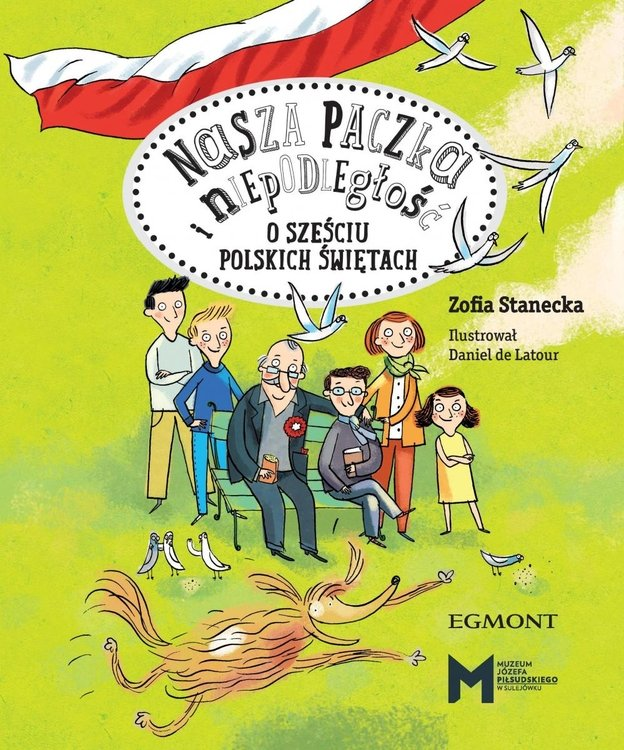 NaSZA PACZka
i NIEPODLEgłość
O SZEŚCIU
POLSKICH ŚWIĘTACH
Zofia Stanecka
Ilustrował
Daniel de Latour
EGMONT
M
MUZEUM
JÓZEFA
PIŁSUDSKIEGO
W SULEJÓWKU